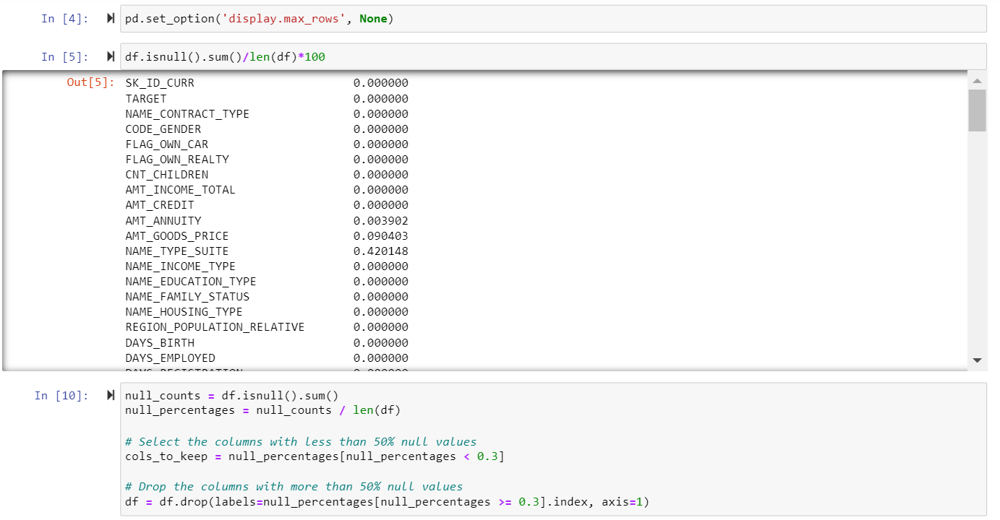 In [4]: pd.set_option('display.max_rows', None)
In [5]: df.isnull().sum()/len(df)*100
Out[5]: SK_ID_CURR 0.000000
TARGET 0.000000
NAME_CONTRACT_TYPE 0.000000
CODE_GENDER 0.000000
FLAG_OWN_CAR 0.000000
FLAG_OWN_REALTY 0.000000
CNT_CHILDREN 0.000000
AMT_INCOME_TOTAL 0.000000
AMT_CREDIT 0.000000
AMT_ANNUITY 0.003902
AMT_GOODS_PRICE 0.090403
NAME_TYPE_SUITE 0.420148
NAME_INCOME_TYPE 0.000000
NAME_EDUCATION_TYPE 0.000000
NAME_FAMILY_STATUS 0.000000
NAME_HOUSING_TYPE 0.000000
REGION_POPULATION_RELATIVE 0.000000
DAYS_BIRTH 0.000000
DAYS_EMPLOYED 0.000000
DAYS_REGISTRATION 0.000000
In [10]: null_counts = df.isnull().sum()
null_percentages = null_counts / len(df)
# Select the columns with less than 50% null values
cols_to_keep = null_percentages[null_percentages < 0.3]
# Drop the columns with more than 50% null values
df = df.drop(labels=null_percentages[null_percentages >= 0.3].index, axis=1)